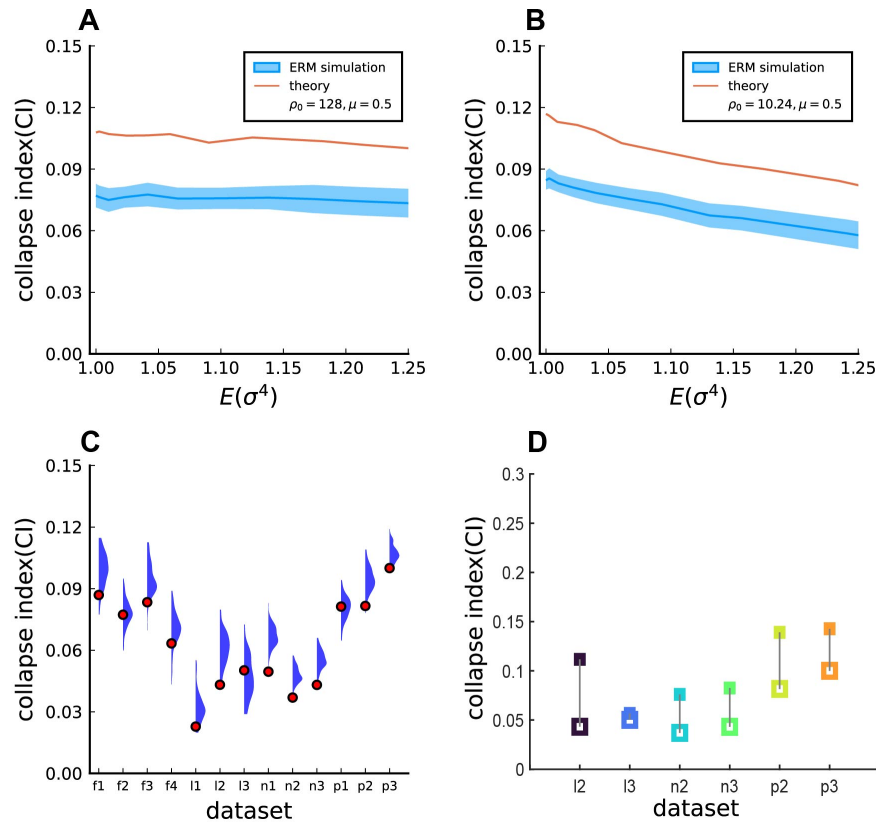 A
B
0.15
0.12
0.09
0.06
0.03
0.00
collapse index(CI)
ERM simulation
theory
ρ₀ = 128, μ = 0.5
1.00 1.05 1.10 1.15 1.20 1.25
E(σ⁴)
0.15
0.12
0.09
0.06
0.03
0.00
collapse index(CI)
ERM simulation
theory
ρ₀ = 10.24, μ = 0.5
1.00 1.05 1.10 1.15 1.20 1.25
E(σ⁴)
C
D
0.15
0.12
0.09
0.06
0.03
0.00
collapse index(CI)
f1 f2 f3 f4 l1 l2 l3 n1 n2 n3 p1 p2 p3
dataset
0.3
0.25
0.2
0.15
0.1
0.05
0
collapse index(CI)
l2 l3 n2 n3 p2 p3
dataset